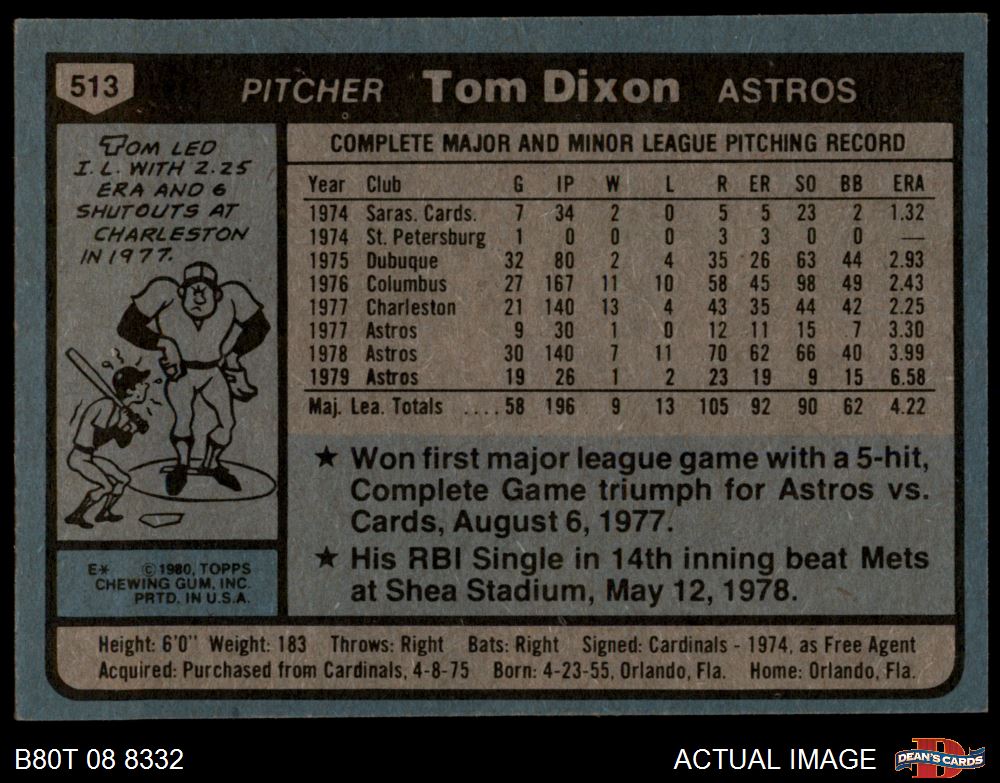 513 PITCHER Tom Dixon ASTROS
TOM LED
I.L. WITH 2.25
ERA AND 6
SHUTOUTS AT
CHARLESTON
IN 1977.
COMPLETE MAJOR AND MINOR LEAGUE PITCHING RECORD
Year Club G IP W L R ER SO BB ERA
1974 Saras. Cards. 7 34 2 0 5 5 23 2 1.32
1974 St. Petersburg 1 0 0 0 3 3 0 0 —
1975 Dubuque 32 80 2 4 35 26 63 44 2.93
1976 Columbus 27 167 11 10 58 45 98 49 2.43
1977 Charleston 21 140 13 4 43 35 44 42 2.25
1977 Astros 9 30 1 0 12 11 15 7 3.30
1978 Astros 30 140 7 11 70 62 66 40 3.99
1979 Astros 19 26 1 2 23 19 9 15 6.58
Maj. Lea. Totals ....58 196 9 13 105 92 90 62 4.22
★ Won first major league game with a 5-hit,
Complete Game triumph for Astros vs.
Cards, August 6, 1977.
★ His RBI Single in 14th inning beat Mets
at Shea Stadium, May 12, 1978.
E* © 1980, TOPPS
CHEWING GUM, INC.
PRTD. IN U.S.A.
Height: 6'0" Weight: 183 Throws: Right Bats: Right Signed: Cardinals - 1974, as Free Agent
Acquired: Purchased from Cardinals, 4-8-75 Born: 4-23-55, Orlando, Fla. Home: Orlando, Fla.
B80T 08 8332 ACTUAL IMAGE D DEAN'S CARDS